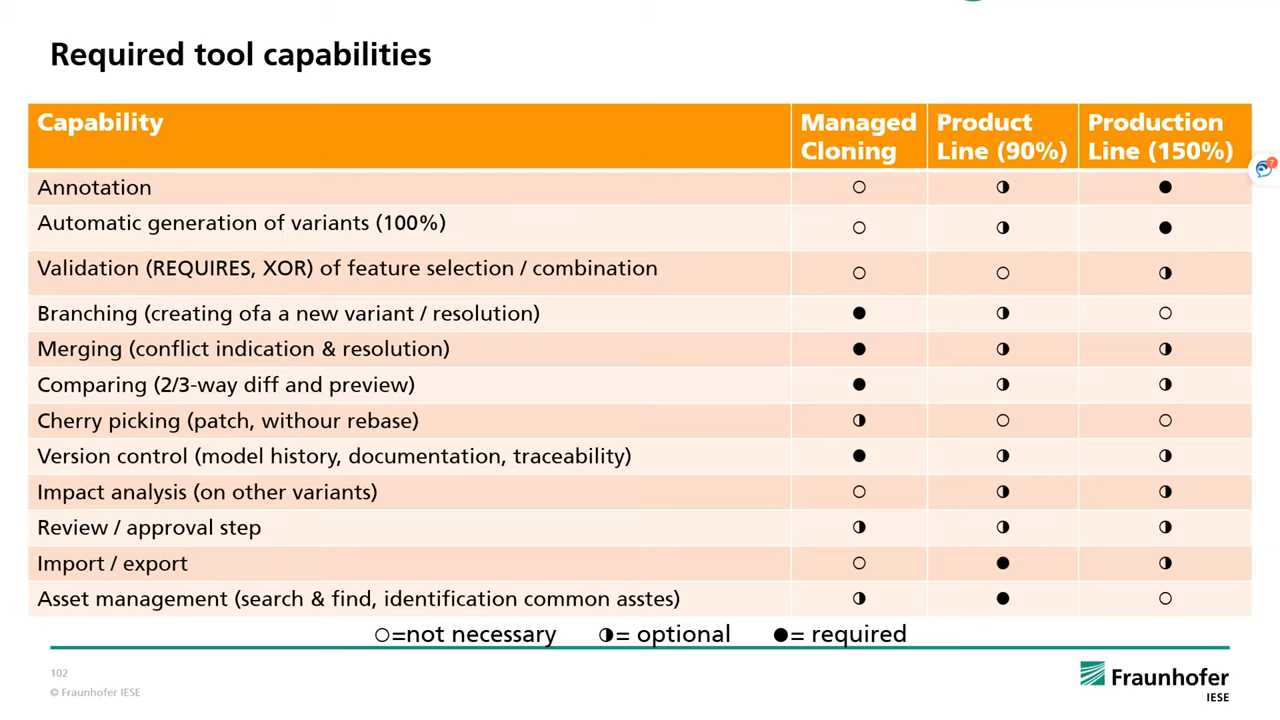 Required tool capabilities
Capability
Managed Cloning
Product Line (90%)
Production Line (150%)
Annotation ○ ◑ ●
Automatic generation of variants (100%) ○ ◑ ●
Validation (REQUIRES, XOR) of feature selection / combination ○ ○ ◑
Branching (creating ofa a new variant / resolution) ● ◑ ○
Merging (conflict indication & resolution) ● ◑ ◑
Comparing (2/3-way diff and preview) ● ◑ ◑
Cherry picking (patch, withour rebase) ◑ ○ ○
Version control (model history, documentation, traceability) ● ◑ ◑
Impact analysis (on other variants) ○ ◑ ◑
Review / approval step ◑ ◑ ◑
Import / export ○ ● ◑
Asset management (search & find, identification common asstes) ◑ ● ○
○=not necessary ◑= optional ●= required
102
© Fraunhofer IESE
Fraunhofer
IESE
7